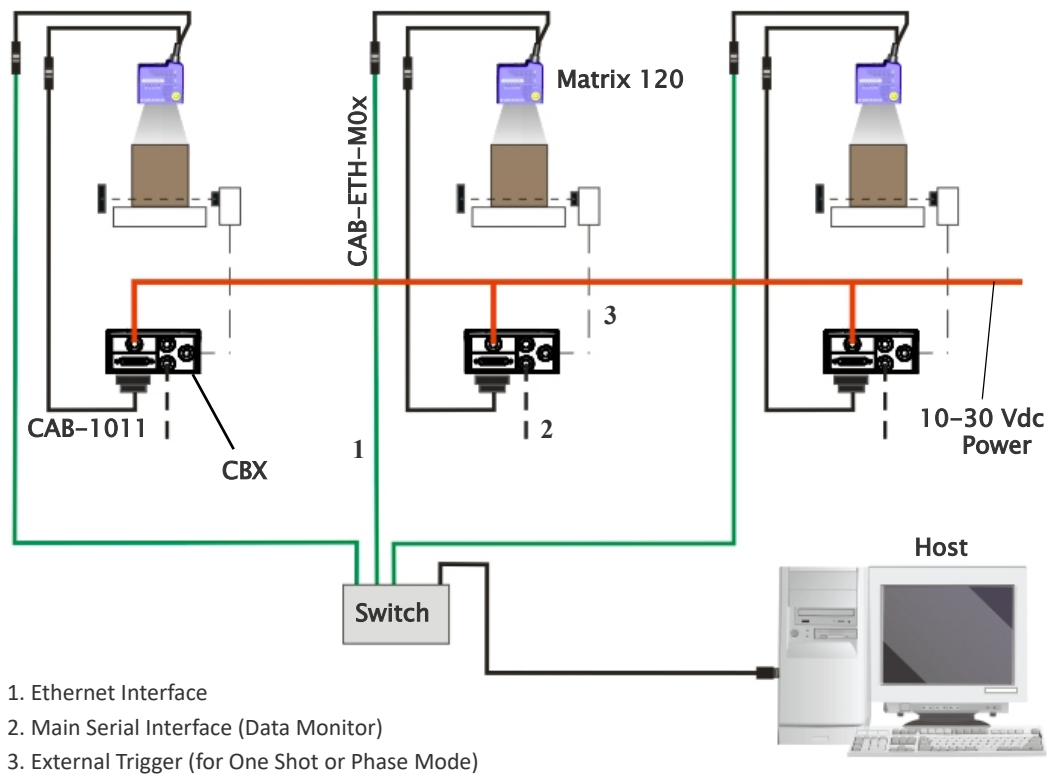 Matrix 120
CAB-ETH-M0x
3
CAB-1011
CBX
1
2
10-30 Vdc
Power
Host
Switch
1. Ethernet Interface
2. Main Serial Interface (Data Monitor)
3. External Trigger (for One Shot or Phase Mode)